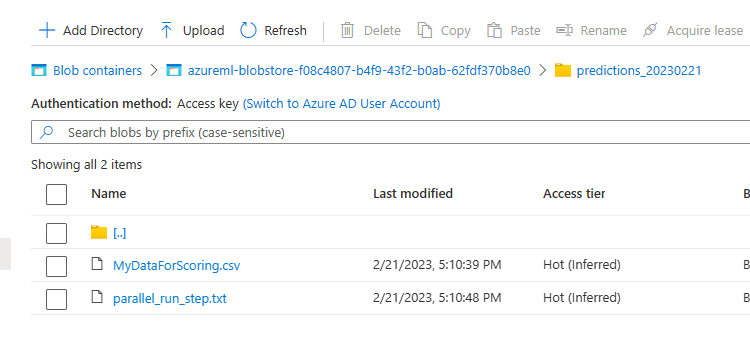 Add Directory Upload Refresh Delete Copy Paste Rename Acquire lease
Blob containers > azureml-blobstore-f08c4807-b4f9-43f2-b0ab-62fdf370b8e0 > predictions_20230221
Authentication method: Access key (Switch to Azure AD User Account)
Search blobs by prefix (case-sensitive)
Showing all 2 items
Name Last modified Access tier B
[..]
MyDataForScoring.csv 2/21/2023, 5:10:39 PM Hot (Inferred) B
parallel_run_step.txt 2/21/2023, 5:10:48 PM Hot (Inferred) B